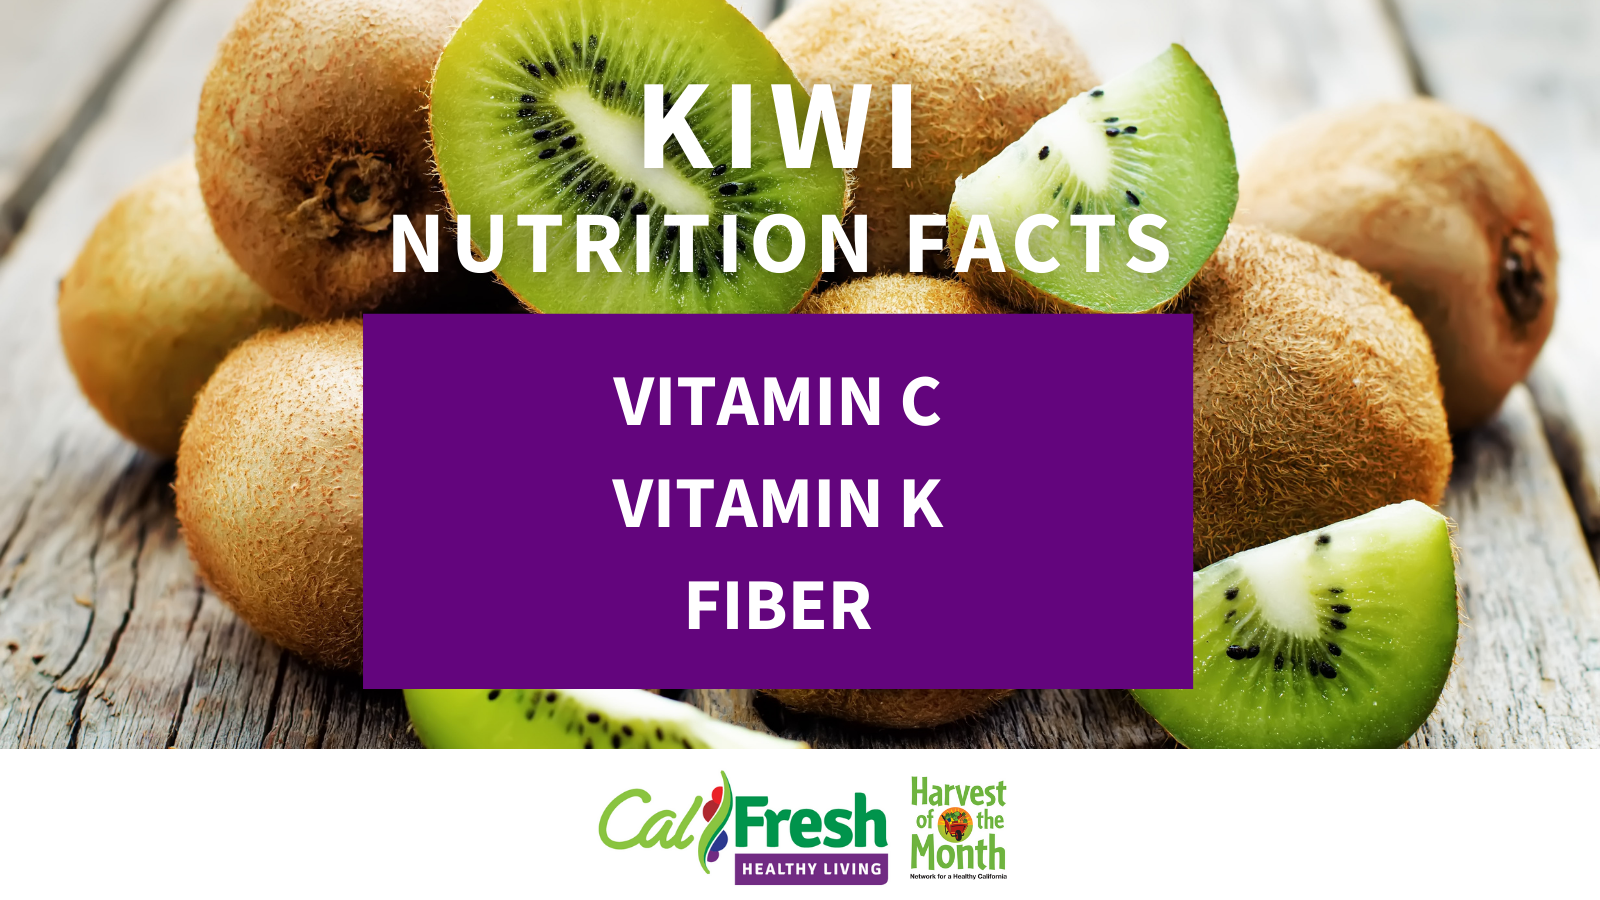 KIWI
NUTRITION FACTS
VITAMIN C
VITAMIN K
FIBER
CalFresh
HEALTHY LIVING
Harvest
of the
Month
Network for a Healthy California